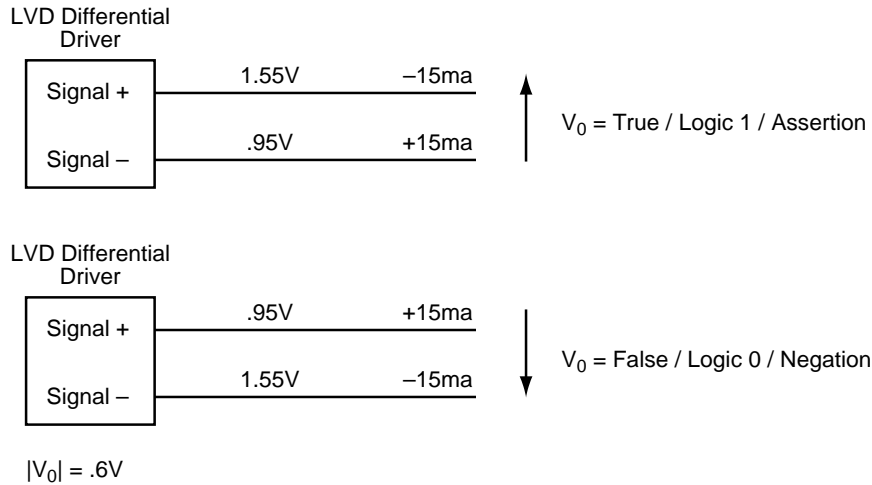 LVD Differential
Driver
Signal + 1.55V –15ma
V0 = True / Logic 1 / Assertion
Signal – .95V +15ma
LVD Differential
Driver
Signal + .95V +15ma
V0 = False / Logic 0 / Negation
Signal – 1.55V –15ma
|V0| = .6V